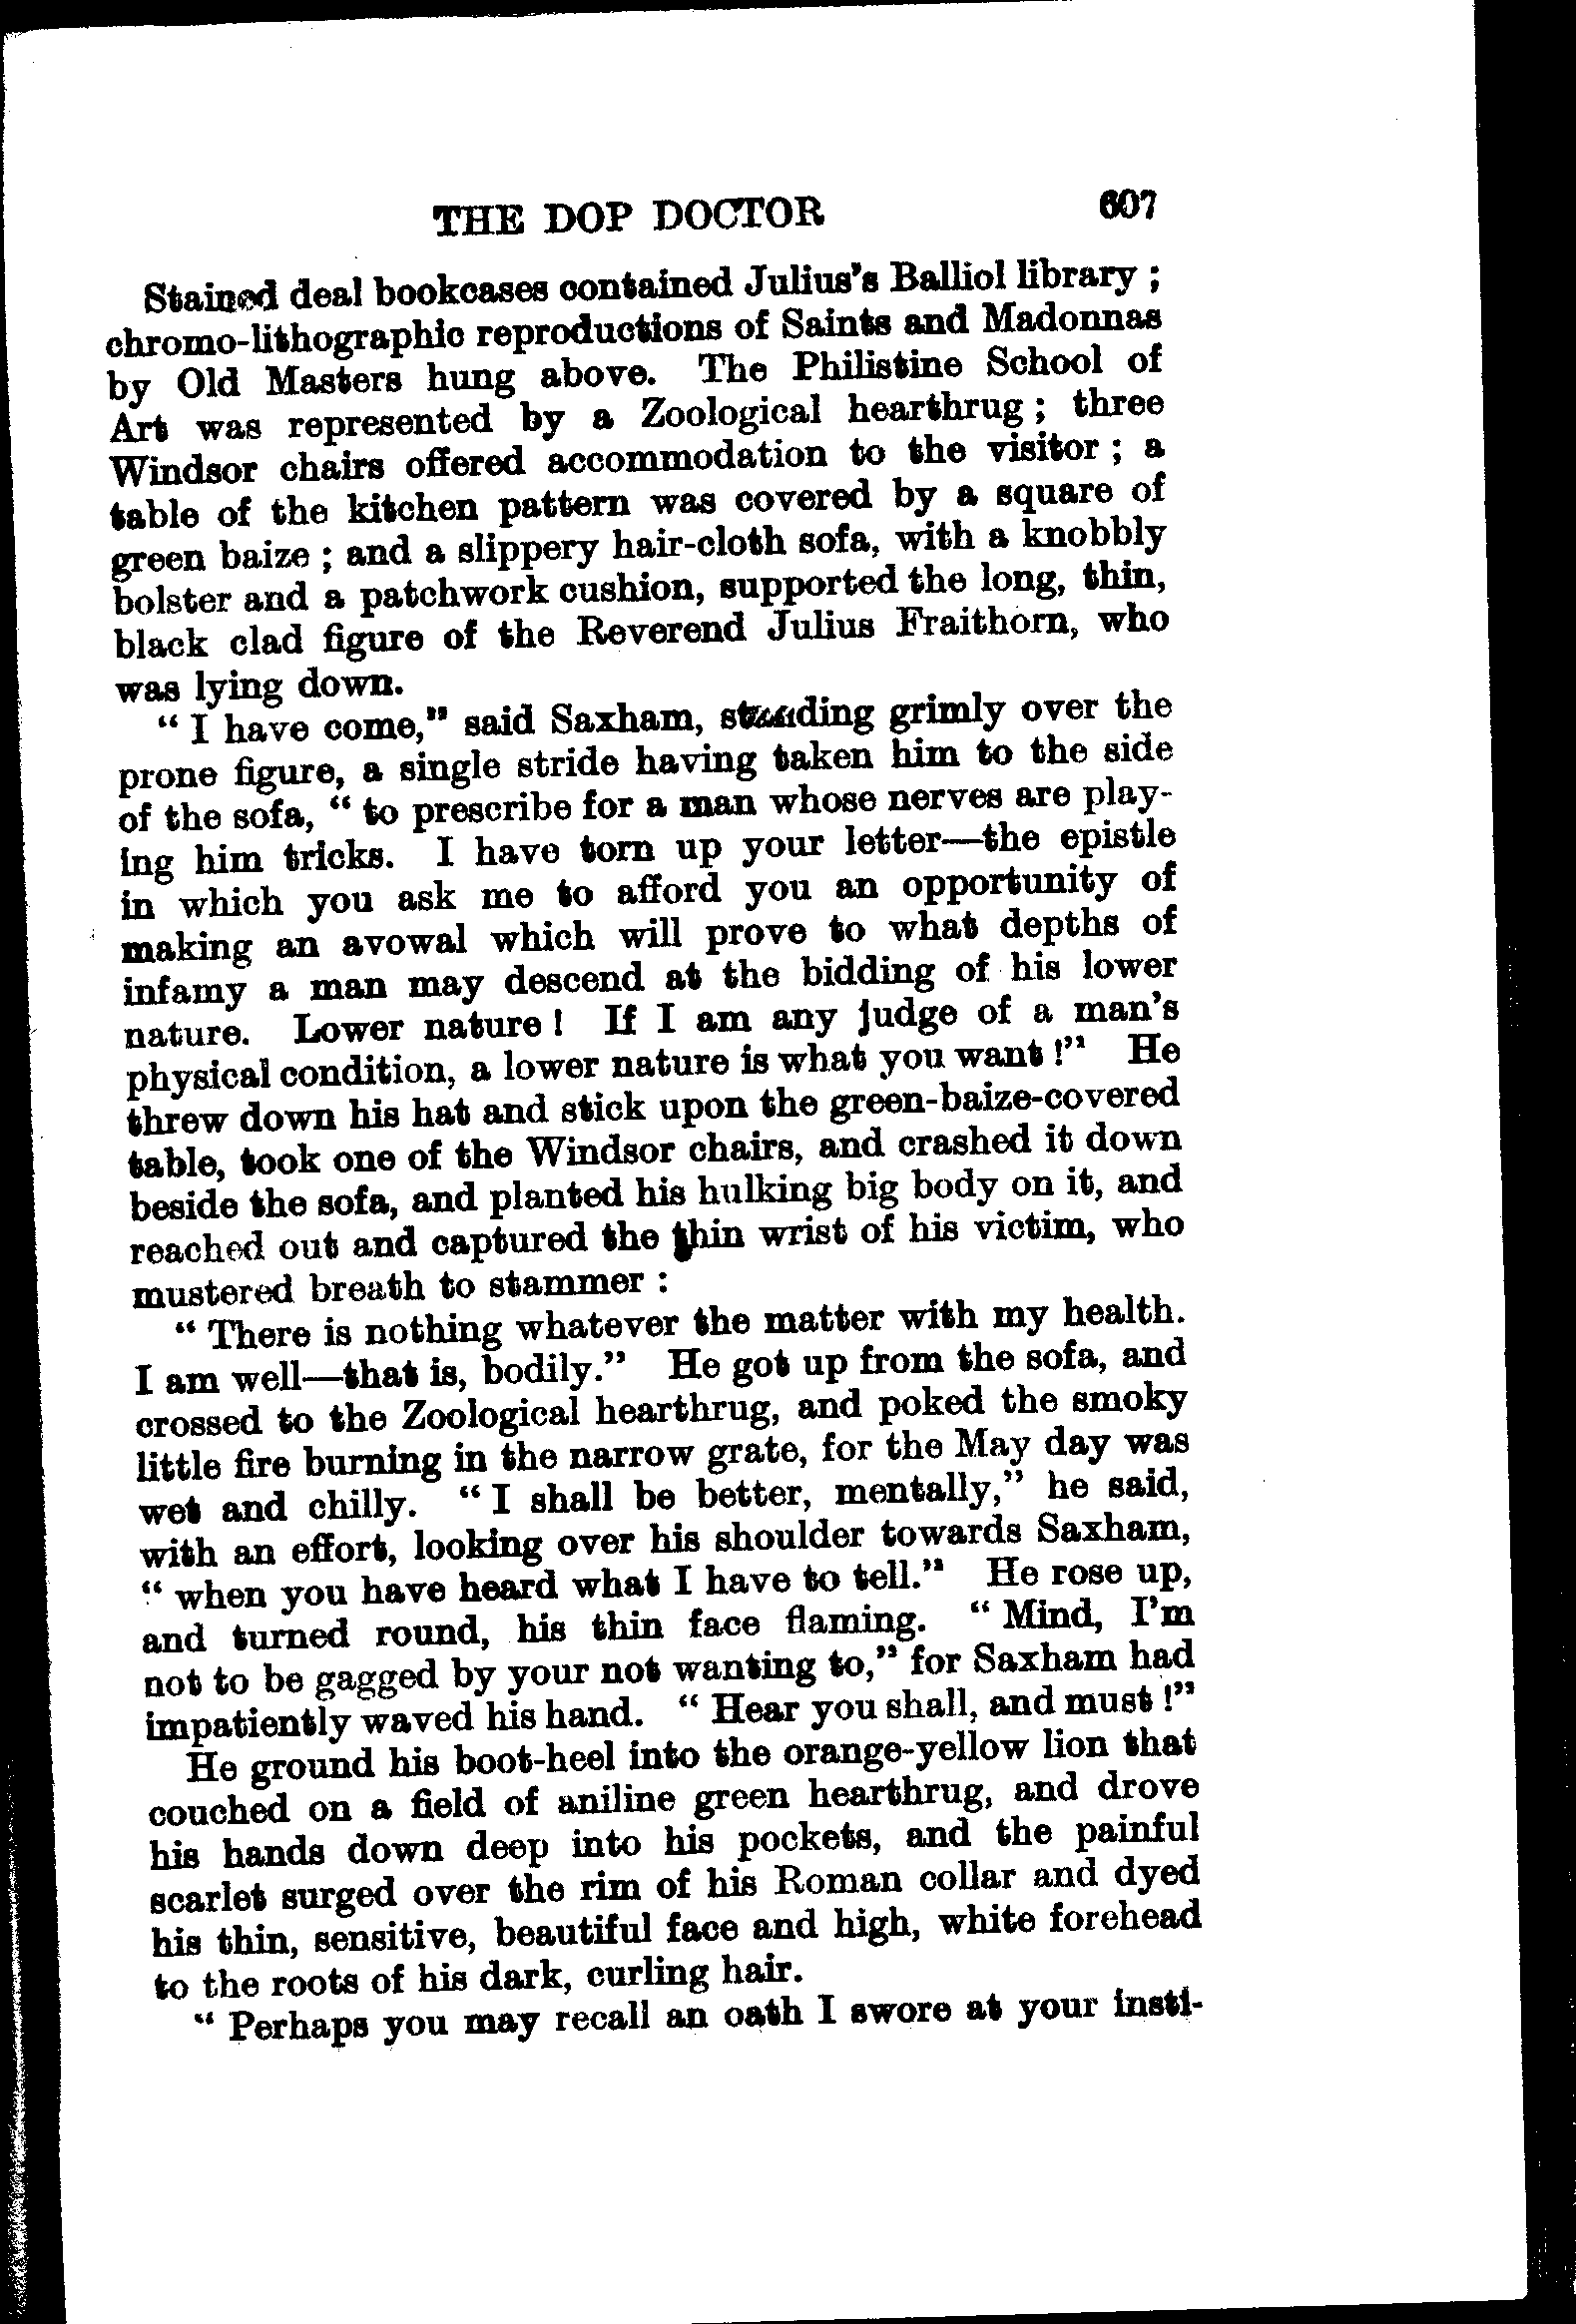 THE DOP DOCTOR 607
Stained deal bookcases contained Julius's Balliol library ;
chromo-lithographic reproductions of Saints and Madonnas
by Old Masters hung above. The Philistine School of
Art was represented by a Zoological hearthrug ; three
Windsor chairs offered accommodation to the visitor ; a
table of the kitchen pattern was covered by a square of
green baize ; and a slippery hair-cloth sofa, with a knobbly
bolster and a patchwork cushion, supported the long, thin,
black clad figure of the Reverend Julius Fraithorn, who
was lying down.
“ I have come,” said Saxham, standing grimly over the
prone figure, a single stride having taken him to the side
of the sofa, “ to prescribe for a man whose nerves are play-
ing him tricks. I have torn up your letter—the epistle
in which you ask me to afford you an opportunity of
making an avowal which will prove to what depths of
infamy a man may descend at the bidding of his lower
nature. Lower nature ! If I am any judge of a man's
physical condition, a lower nature is what you want !” He
threw down his hat and stick upon the green-baize-covered
table, took one of the Windsor chairs, and crashed it down
beside the sofa, and planted his hulking big body on it, and
reached out and captured the thin wrist of his victim, who
mustered breath to stammer :
“ There is nothing whatever the matter with my health.
I am well—that is, bodily.” He got up from the sofa, and
crossed to the Zoological hearthrug, and poked the smoky
little fire burning in the narrow grate, for the May day was
wet and chilly. “ I shall be better, mentally,” he said,
with an effort, looking over his shoulder towards Saxham,
“ when you have heard what I have to tell.” He rose up,
and turned round, his thin face flaming. “ Mind, I'm
not to be gagged by your not wanting to,” for Saxham had
impatiently waved his hand. “ Hear you shall, and must !”
He ground his boot-heel into the orange-yellow lion that
couched on a field of aniline green hearthrug, and drove
his hands down deep into his pockets, and the painful
scarlet surged over the rim of his Roman collar and dyed
his thin, sensitive, beautiful face and high, white forehead
to the roots of his dark, curling hair.
“ Perhaps you may recall an oath I swore at your insti-